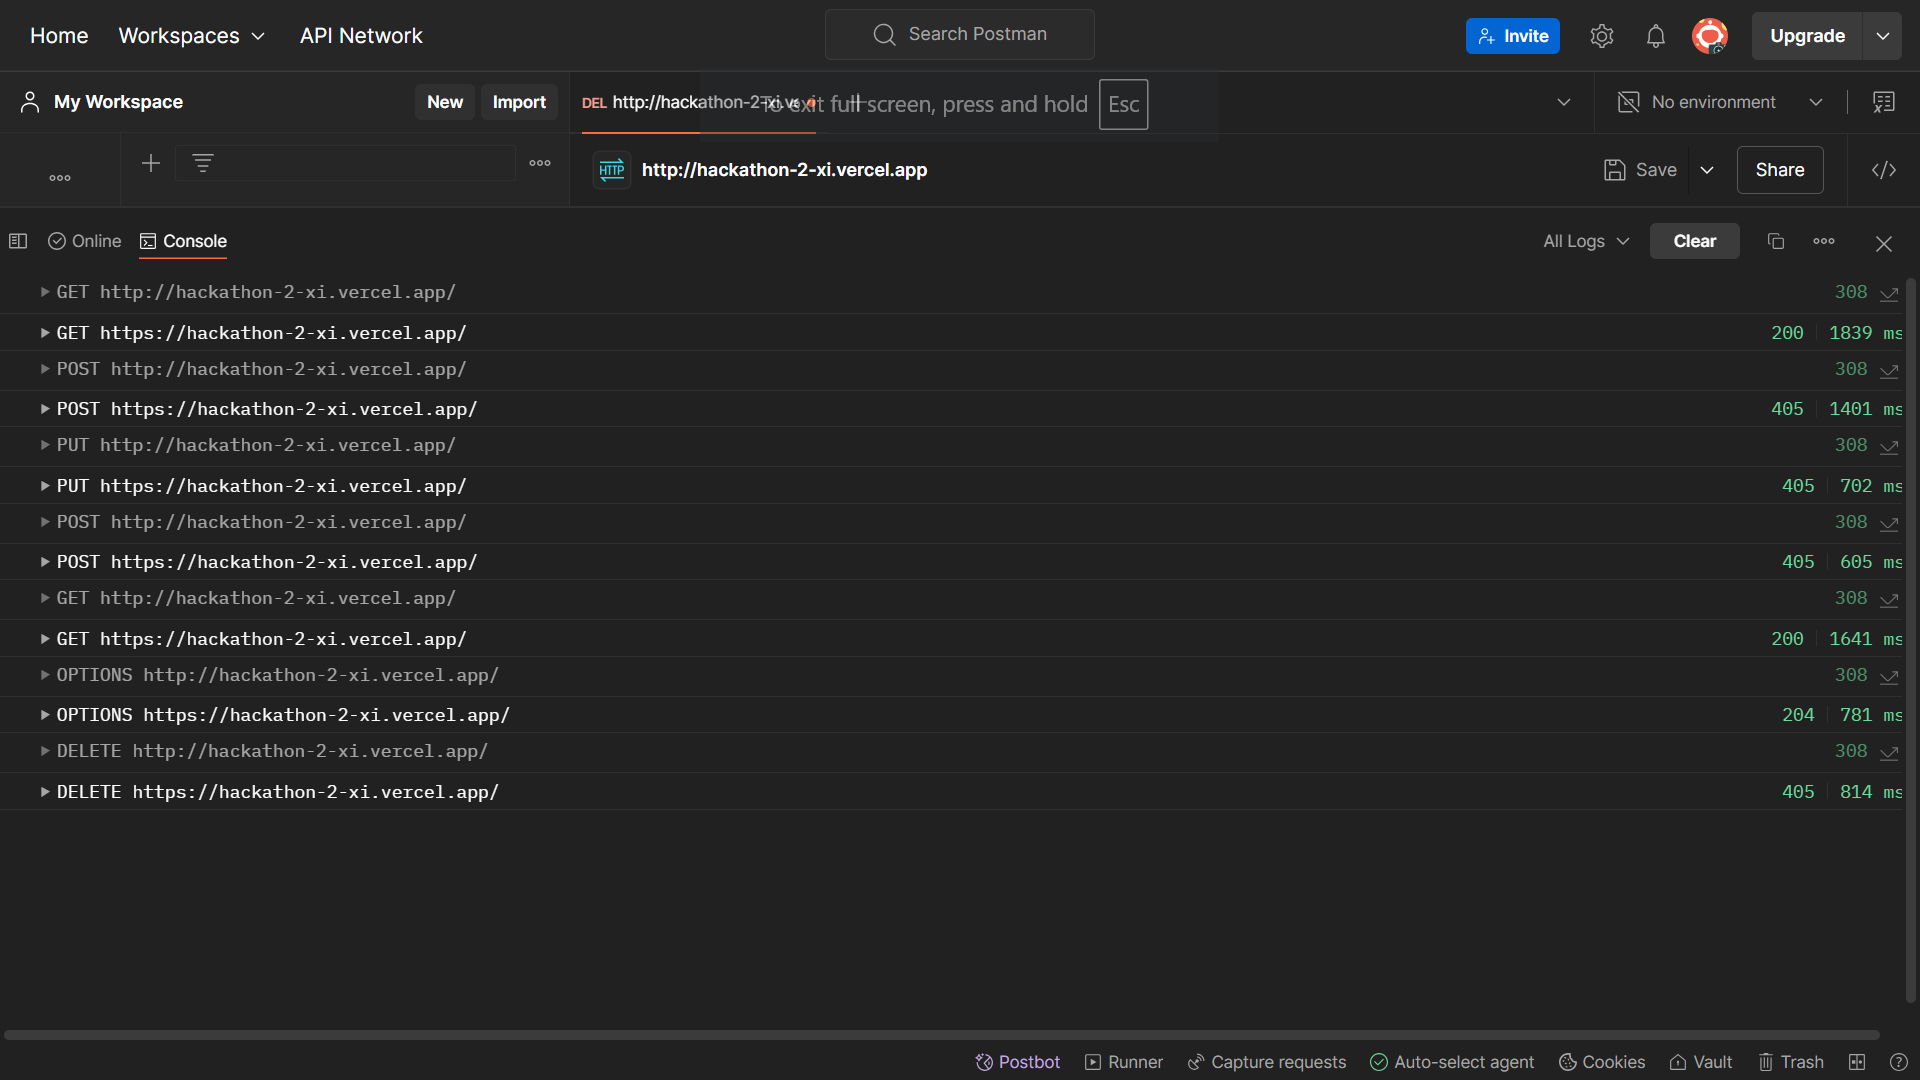 Home Workspaces API Network Search Postman Invite Upgrade
My Workspace New Import DEL http://hackathon-2-xi.ve To exit full screen, press and hold Esc No environment
HTTP http://hackathon-2-xi.vercel.app Save Share
Online Console All Logs Clear
GET http://hackathon-2-xi.vercel.app/ 308
GET https://hackathon-2-xi.vercel.app/ 200 1839 ms
POST http://hackathon-2-xi.vercel.app/ 308
POST https://hackathon-2-xi.vercel.app/ 405 1401 ms
PUT http://hackathon-2-xi.vercel.app/ 308
PUT https://hackathon-2-xi.vercel.app/ 405 702 ms
POST http://hackathon-2-xi.vercel.app/ 308
POST https://hackathon-2-xi.vercel.app/ 405 605 ms
GET http://hackathon-2-xi.vercel.app/ 308
GET https://hackathon-2-xi.vercel.app/ 200 1641 ms
OPTIONS http://hackathon-2-xi.vercel.app/ 308
OPTIONS https://hackathon-2-xi.vercel.app/ 204 781 ms
DELETE http://hackathon-2-xi.vercel.app/ 308
DELETE https://hackathon-2-xi.vercel.app/ 405 814 ms
Postbot Runner Capture requests Auto-select agent Cookies Vault Trash